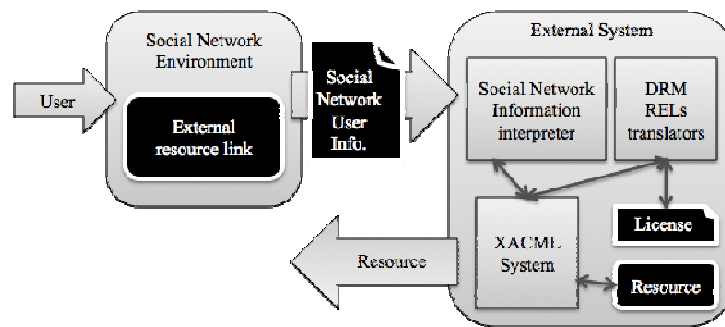 Social Network
Environment
User
External
resource link
Social
Network
User
Info.
External System
Social Network
Information
interpreter
DRM
RELs
translators
XACML
System
License
Resource
Resource